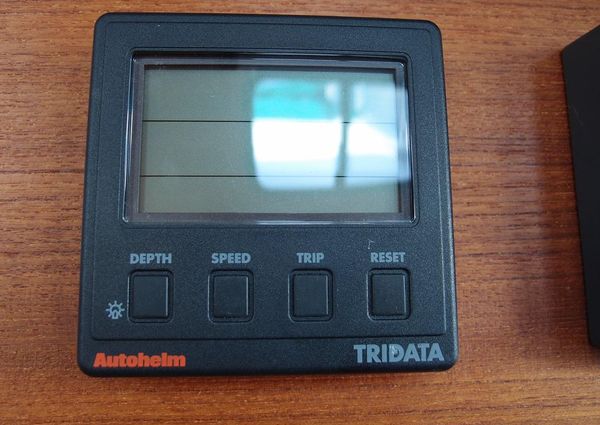 DEPTH SPEED TRIP RESET
Autohelm TRIDATA